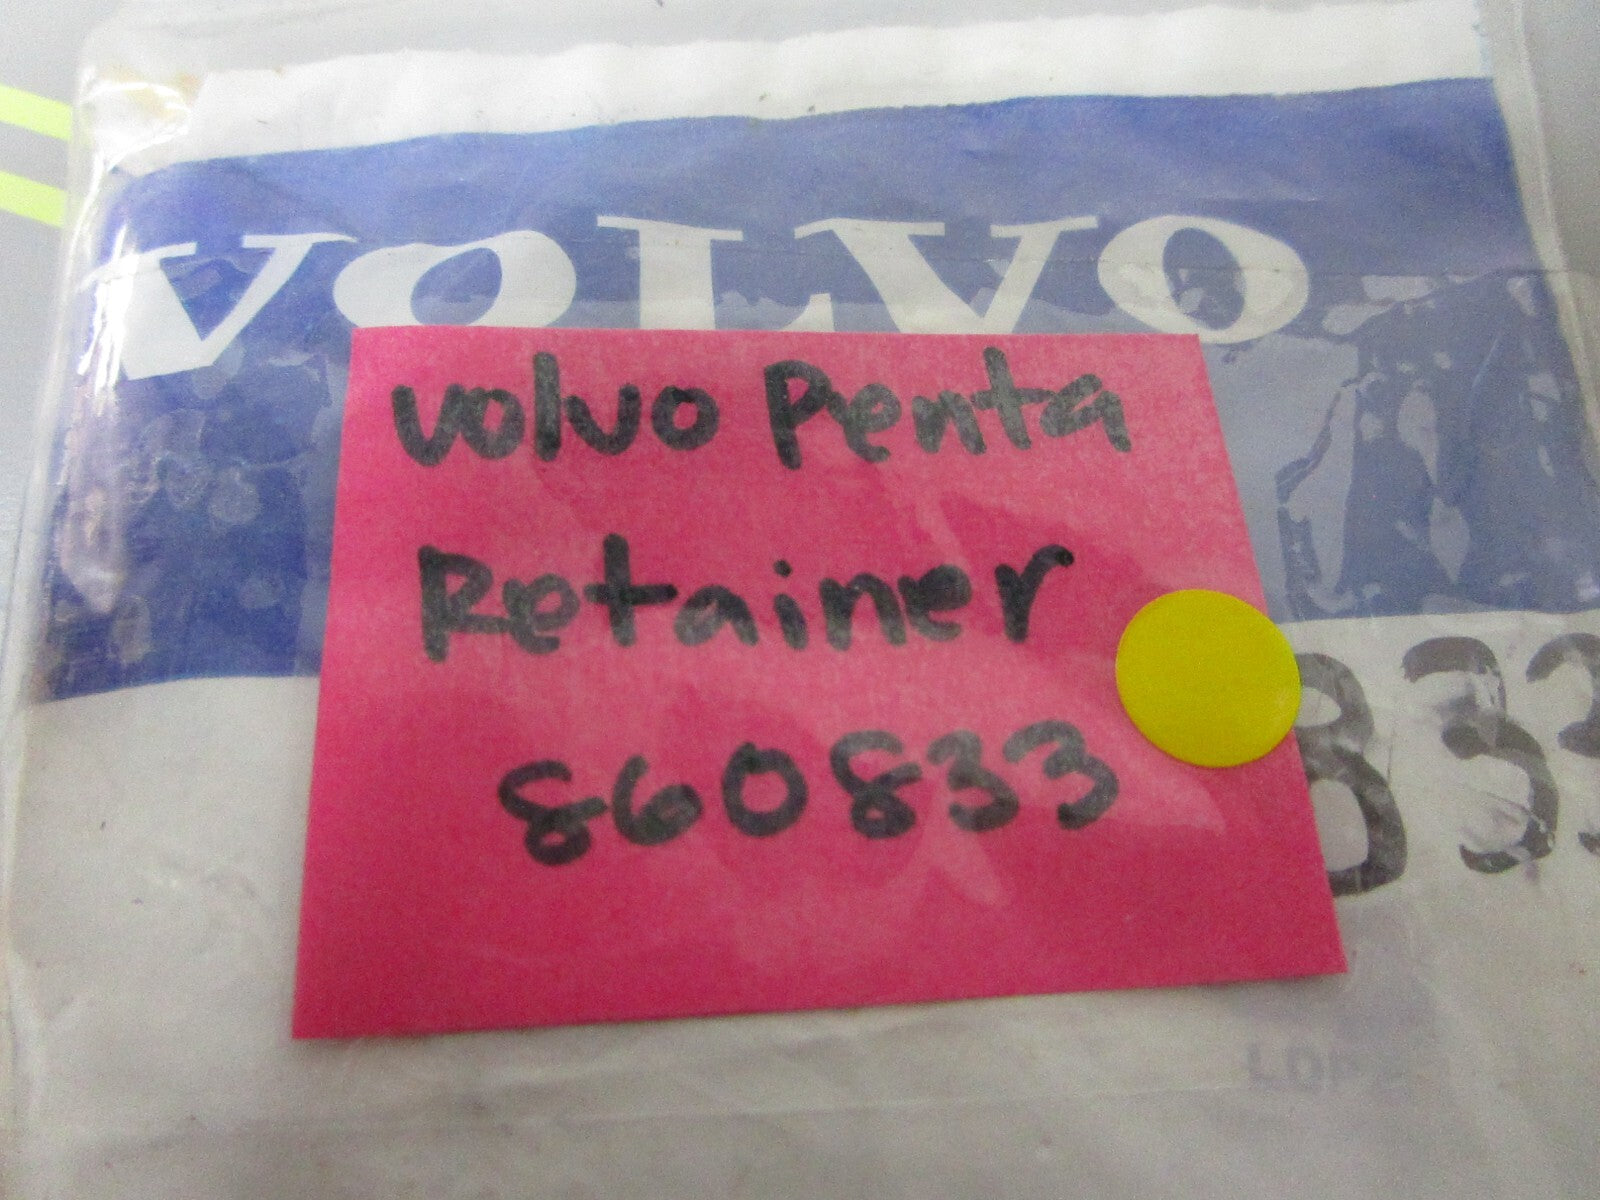 VOLVO
Volvo Penta
Retainer
860833
833